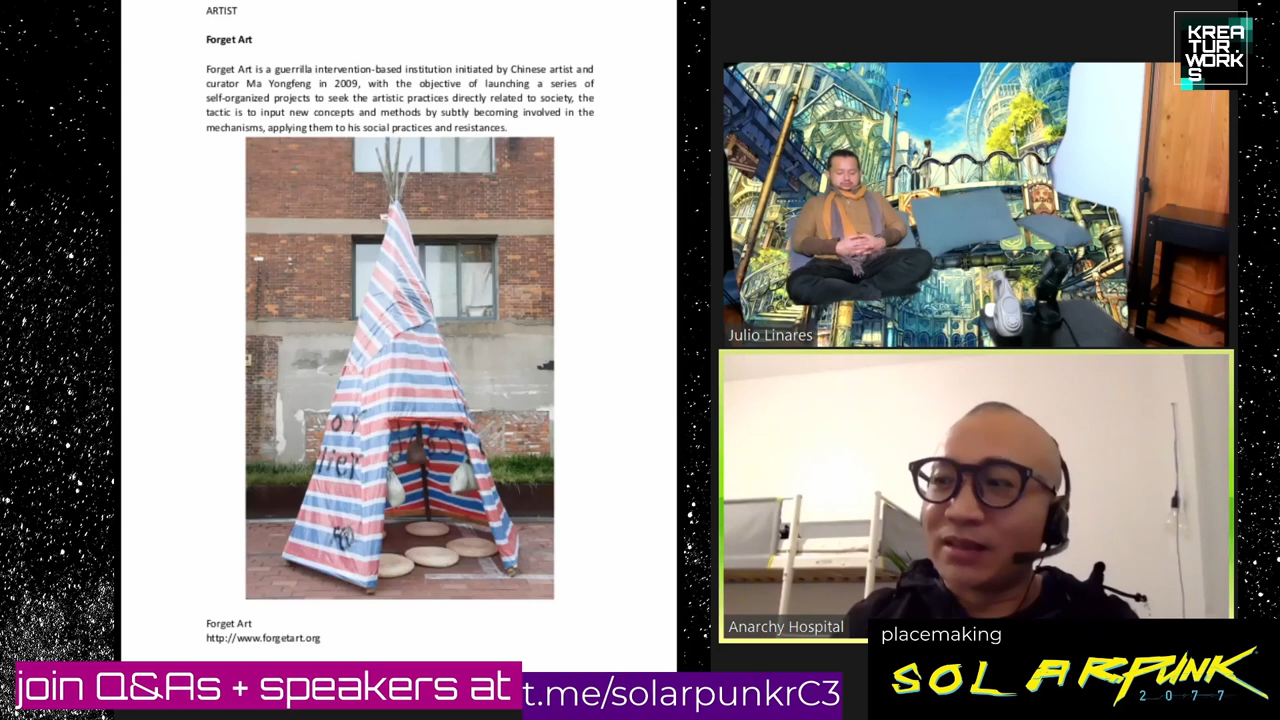 ARTIST
Forget Art
Forget Art is a guerrilla intervention-based institution initiated by Chinese artist and
curator Ma Yongfeng in 2009, with the objective of launching a series of
self-organized projects to seek the artistic practices directly related to society, the
tactic is to input new concepts and methods by subtly becoming involved in the
mechanisms, applying them to his social practices and resistances.
Forget Art
http://www.forgetart.org
KREA
TUR.
WORK
S
Julio Linares
Anarchy Hospital
placemaking
SOLARPUNK
2077
join Q&As + speakers at
t.me/solarpunkrC3